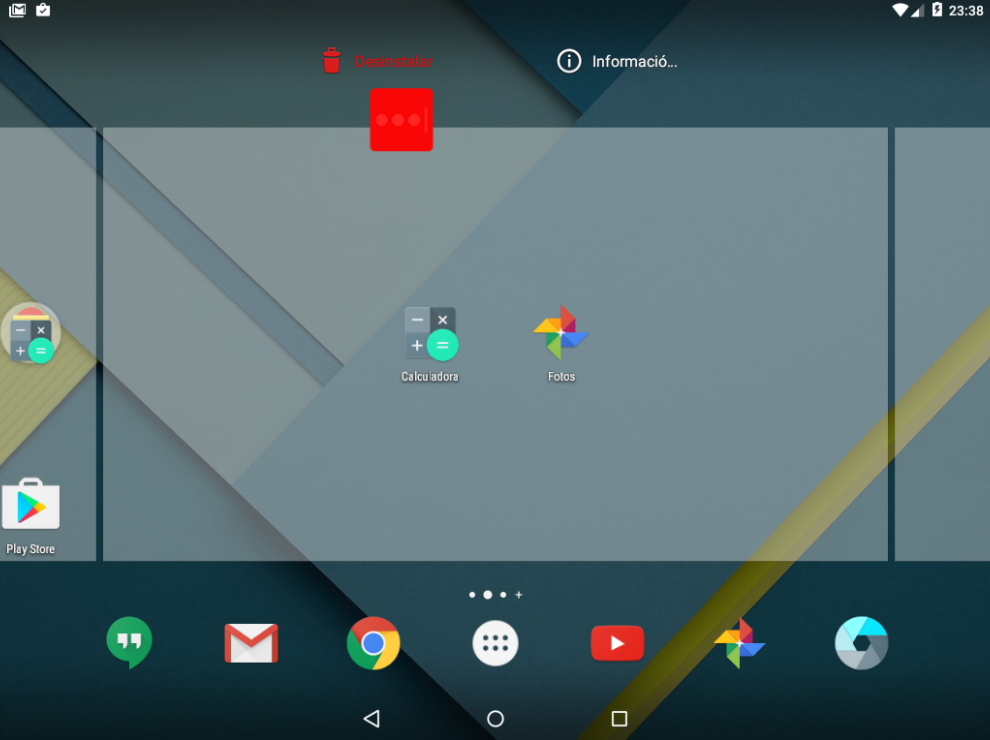 23:38
Desinstalar
Informació...
Calculadora
Fotos
Play Store